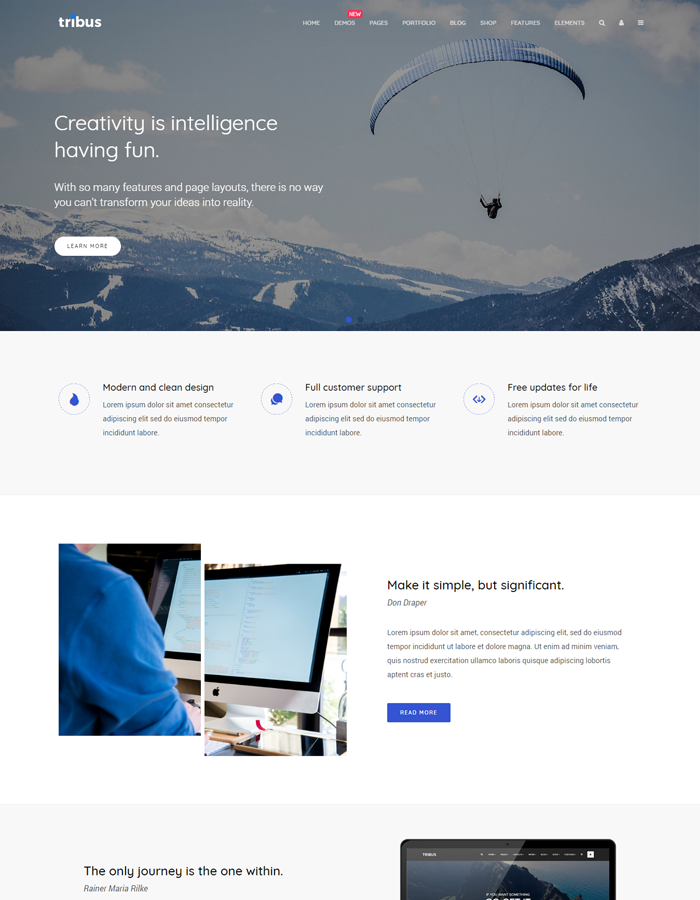 tribus
NEW
HOME DEMOS PAGES PORTFOLIO BLOG SHOP FEATURES ELEMENTS
Creativity is intelligence
having fun.
With so many features and page layouts, there is no way
you can't transform your ideas into reality.
LEARN MORE
Modern and clean design
Lorem ipsum dolor sit amet consectetur
adipiscing elit sed do eiusmod tempor
incididunt labore.
Full customer support
Lorem ipsum dolor sit amet consectetur
adipiscing elit sed do eiusmod tempor
incididunt labore.
Free updates for life
Lorem ipsum dolor sit amet consectetur
adipiscing elit sed do eiusmod tempor
incididunt labore.
Make it simple, but significant.
Don Draper
Lorem ipsum dolor sit amet, consectetur adipiscing elit, sed do eiusmod
tempor incididunt ut labore et dolore magna. Ut enim ad minim veniam,
quis nostrud exercitation ullamco laboris quisque adipiscing lobortis
aptent cras et justo.
READ MORE
The only journey is the one within.
Rainer Maria Rilke
TRIBUS
IF YOU WANT SOMETHING